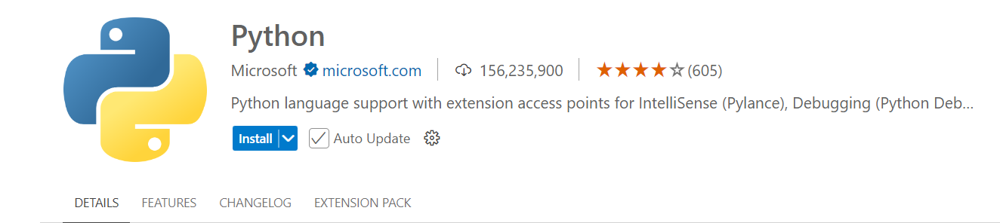 Python
Microsoft microsoft.com 156,235,900 (605)
Python language support with extension access points for IntelliSense (Pylance), Debugging (Python Deb...
Install Auto Update
DETAILS FEATURES CHANGELOG EXTENSION PACK